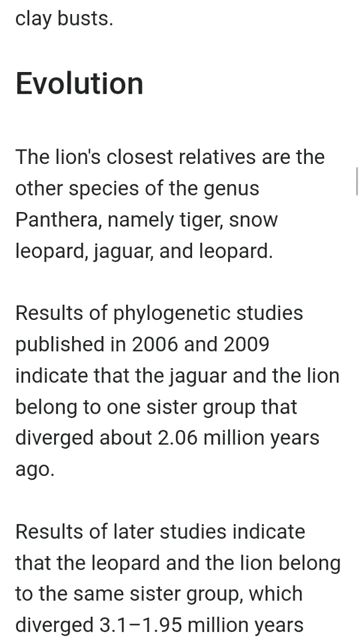 clay busts.
Evolution
The lion's closest relatives are the
other species of the genus
Panthera, namely tiger, snow
leopard, jaguar, and leopard.
Results of phylogenetic studies
published in 2006 and 2009
indicate that the jaguar and the lion
belong to one sister group that
diverged about 2.06 million years
ago.
Results of later studies indicate
that the leopard and the lion belong
to the same sister group, which
diverged 3.1–1.95 million years